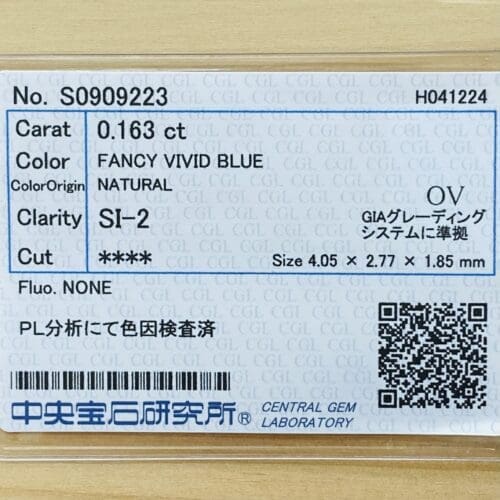 No. S0909223 H041224
Carat 0.163 ct
Color FANCY VIVID BLUE
ColorOrigin NATURAL
Clarity SI-2 OV
GIAグレーディング
システムに準拠
Cut ****
Size 4.05 × 2.77 × 1.85 mm
Fluo. NONE
PL分析にて色因検査済
中央宝石研究所® CENTRAL GEM
LABORATORY